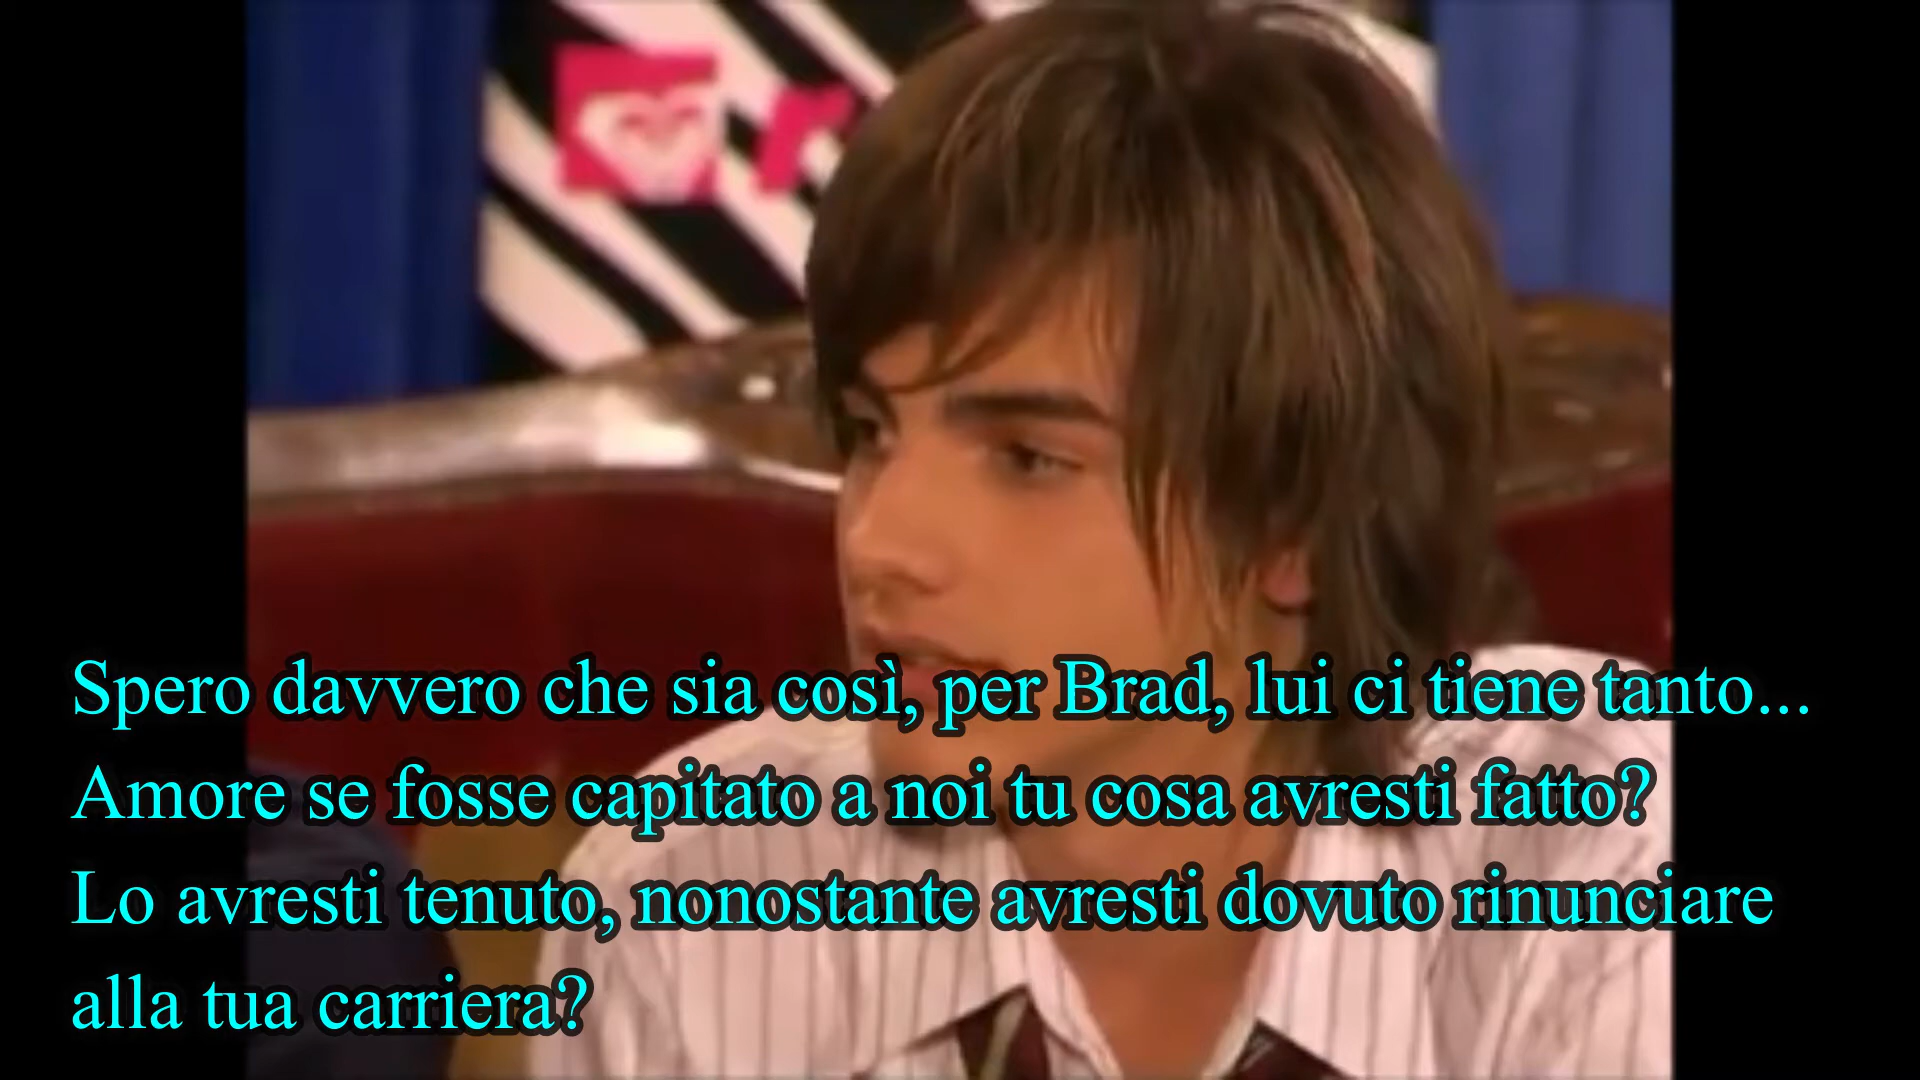 r
Spero davvero che sia così, per Brad, lui ci tiene tanto...
Amore se fosse capitato a noi tu cosa avresti fatto?
Lo avresti tenuto, nonostante avresti dovuto rinunciare
alla tua carriera?